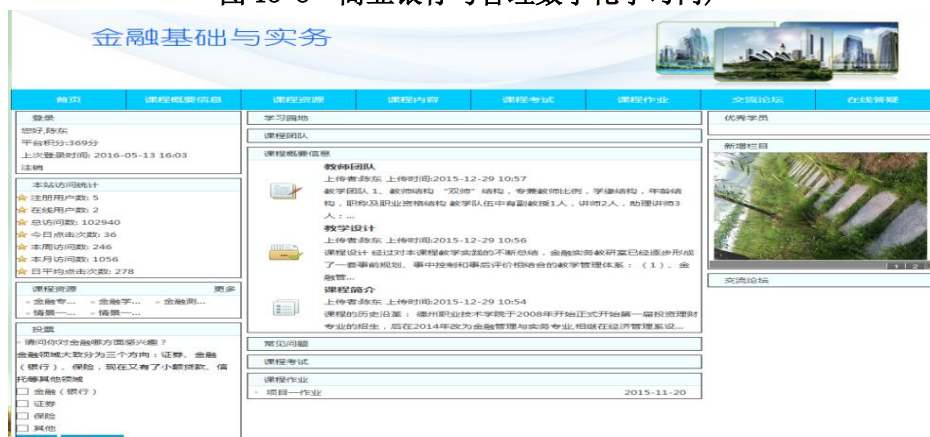 金融基础与实务
首页 课程概要信息 课程资源 课程内容 课程考试 课程作业 交流论坛 在线答疑
登录
您好,陈东
平台积分:369分
上次登录时间: 2016-05-13 16:03
注销
本站访问统计
注册用户数: 5
在线用户数: 2
总访问数: 102940
今日点击次数: 36
本周访问数: 246
本月访问数: 1056
日平均点击次数: 278
课程资源 更多
金融专... 金融学... 金融测...
情景一... 情景一...
投票
请问你对金融哪方面感兴趣？
金融领域大致分为三个方向：证券、金融
（银行）、保险，现在又有了小额贷款、信
托等其他领域
金融（银行）
证券
保险
其他
学习园地
课程团队
课程概要信息
教师团队
上传者:陈东 上传时间:2015-12-29 10:57
教学团队 1、教师结构 “双师”结构，专兼教师比例，学缘结构，年龄结
构，职称及职业资格结构 教学队伍中有副教授1人，讲师2人，助理讲师3
人：...
教学设计
上传者:陈东 上传时间:2015-12-29 10:56
课程设计 经过对本课程教学实践的不断总结，金融实务教研室已经逐步形成
了一套事前规划、事中控制和事后评价相结合的教学管理体系：（1）、金
融管...
课程简介
上传者:陈东 上传时间:2015-12-29 10:54
课程的历史沿革： 德州职业技术学院于2008年开始正式开始第一届投资理财
专业的招生，后在2014年改为金融管理与实务专业,相继在经济管理系设...
常见问题
课程考试
课程作业
项目一作业 2015-11-20
优秀学员
新增栏目
1 2
交流论坛